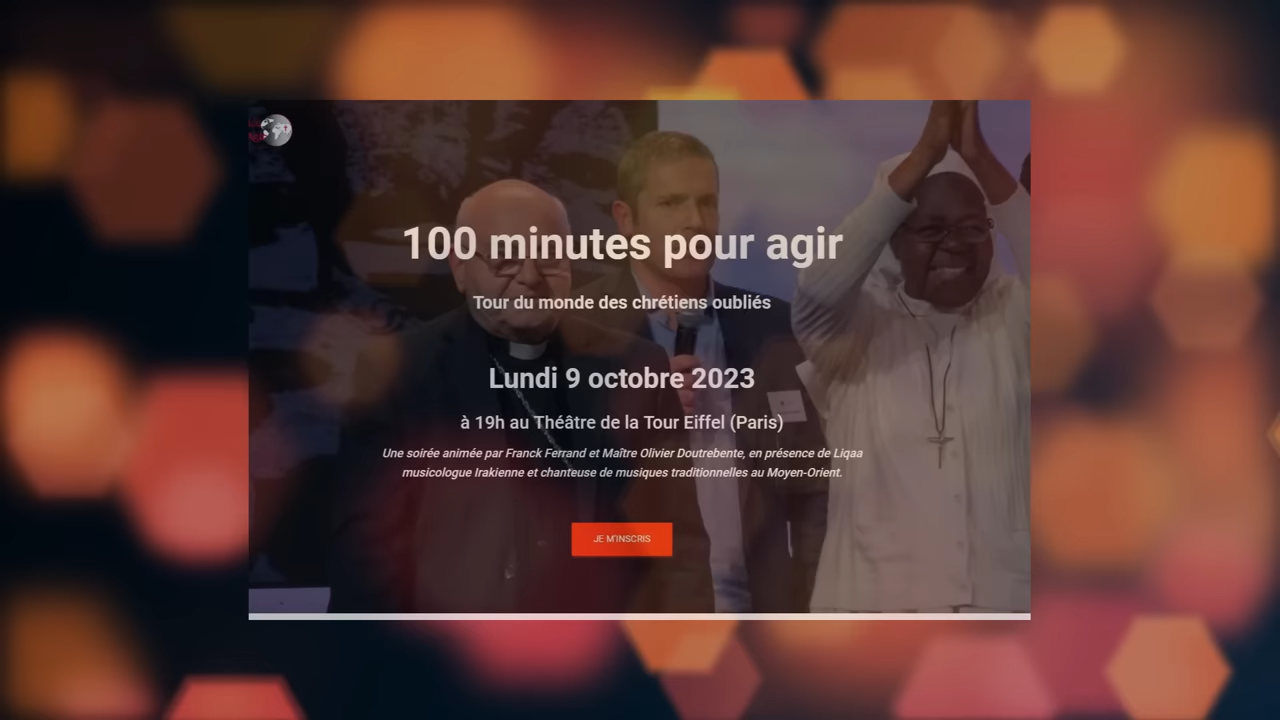 100 minutes pour agir
Tour du monde des chrétiens oubliés
Lundi 9 octobre 2023
à 19h au Théâtre de la Tour Eiffel (Paris)
Une soirée animée par Franck Ferrand et Maître Olivier Doutrebente, en présence de Liqaa
musicologue Irakienne et chanteuse de musiques traditionnelles au Moyen-Orient.
JE M'INSCRIS